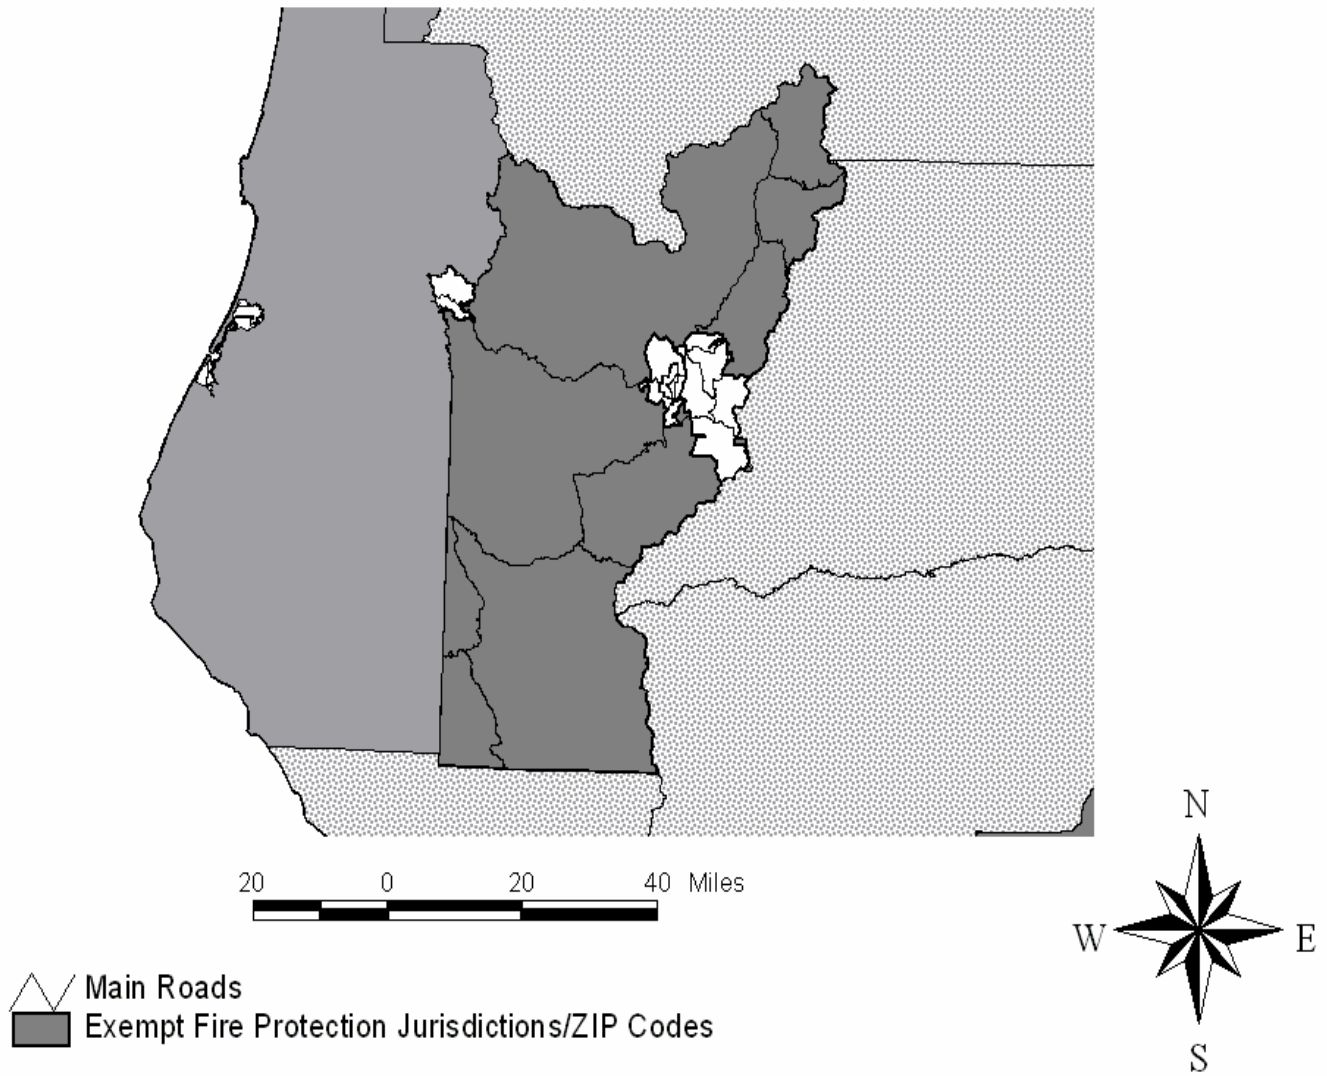 N
W E
S
20 0 20 40 Miles
Main Roads
Exempt Fire Protection Jurisdictions/ZIP Codes